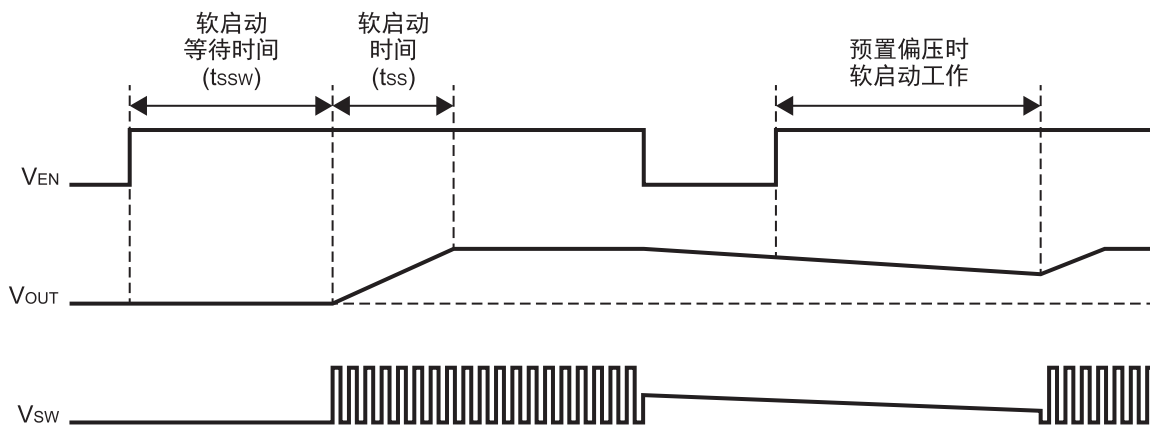 软启动
等待时间
(tssw)
软启动
时间
(tss)
预置偏压时
软启动工作
VEN
VOUT
VSW